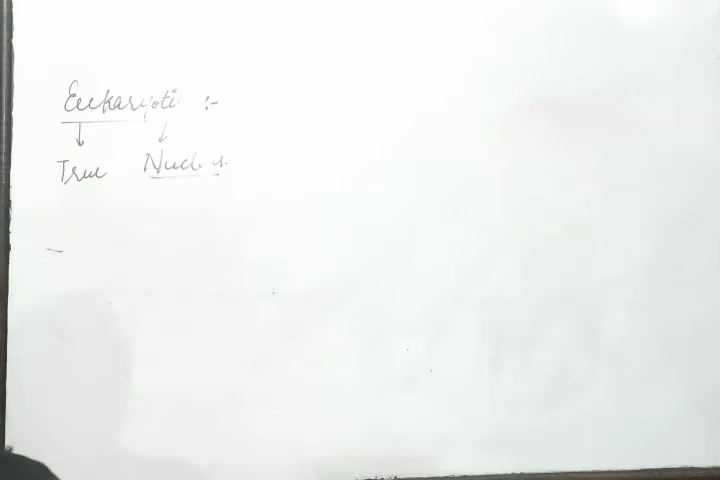 Eukaryoti :-
↓ ↓
True Nucleus.